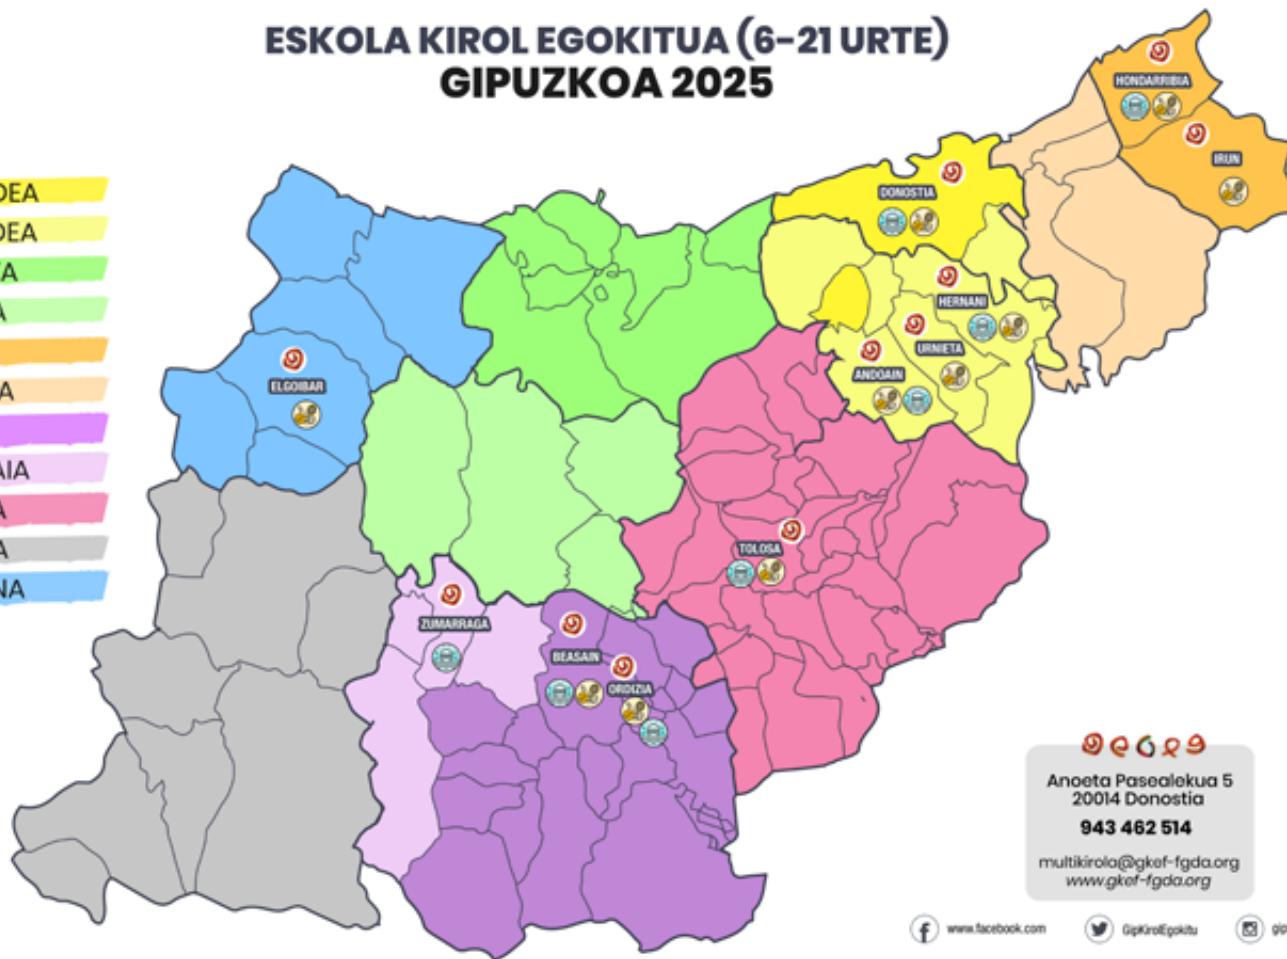 ESKOLA KIROL EGOKITUA (6-21 URTE)
GIPUZKOA 2025
HONDARRIBIA
IRUN
DONOSTIA
HERNANI
URNIETA
ANDOAIN
ELGOIBAR
TOLOSA
ZUMARRAGA
BEASAIN
ORDIZIA
DEA
DEA
TA
A
A
AIA
A
A
NA
Anoeta Pasealekua 5
20014 Donostia
943 462 514
multikirola@gkef-fgda.org
www.gkef-fgda.org
www.facebook.com
GipKirolEgokitu
gip